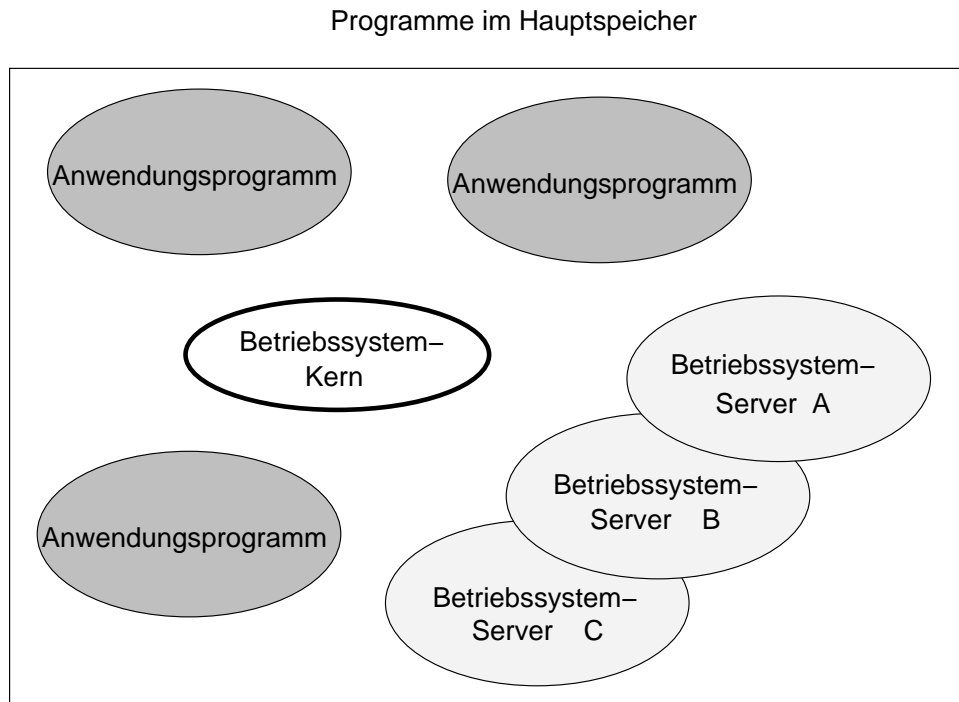 Programme im Hauptspeicher
Anwendungsprogramm
Anwendungsprogramm
Betriebssystem–
Kern
Betriebssystem–
Server A
Betriebssystem–
Server B
Anwendungsprogramm
Betriebssystem–
Server C